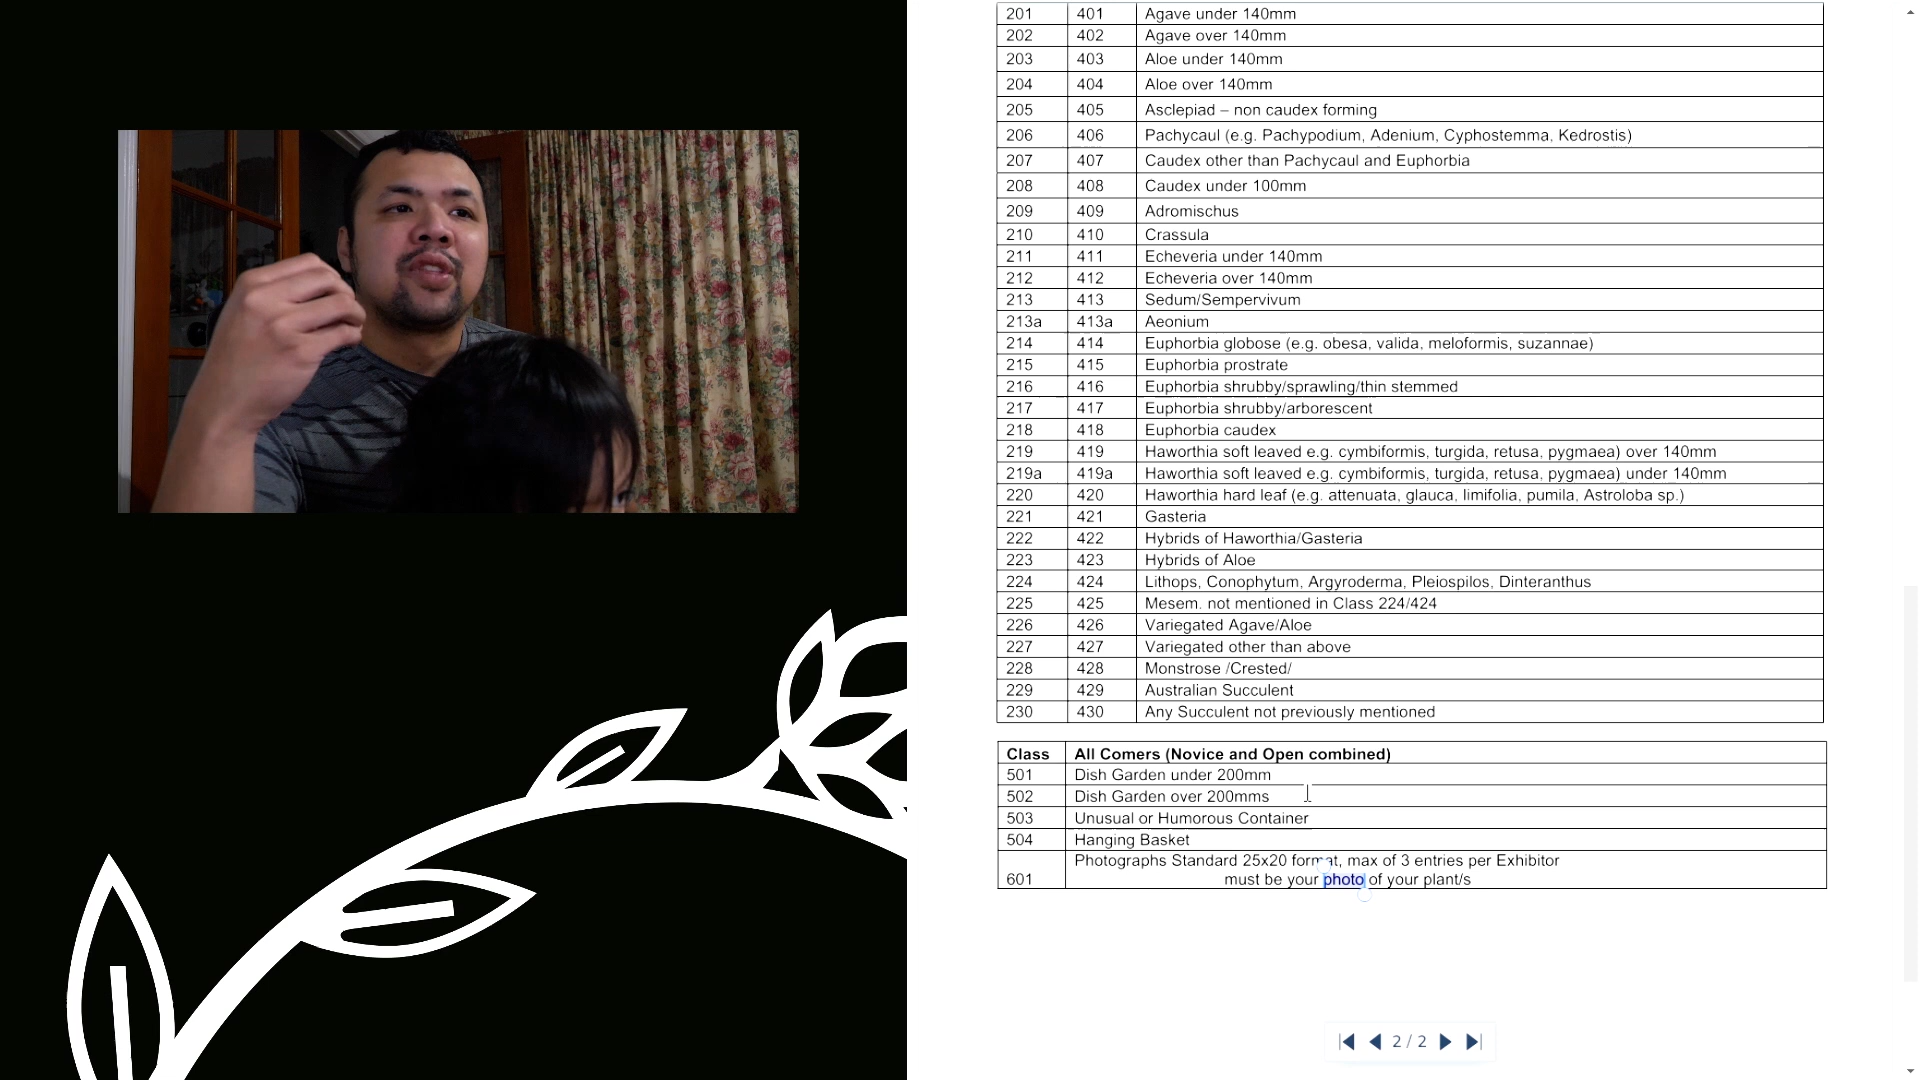 201 401 Agave under 140mm
202 402 Agave over 140mm
203 403 Aloe under 140mm
204 404 Aloe over 140mm
205 405 Asclepiad – non caudex forming
206 406 Pachycaul (e.g. Pachypodium, Adenium, Cyphostemma, Kedrostis)
207 407 Caudex other than Pachycaul and Euphorbia
208 408 Caudex under 100mm
209 409 Adromischus
210 410 Crassula
211 411 Echeveria under 140mm
212 412 Echeveria over 140mm
213 413 Sedum/Sempervivum
213a 413a Aeonium
214 414 Euphorbia globose (e.g. obesa, valida, meloformis, suzannae)
215 415 Euphorbia prostrate
216 416 Euphorbia shrubby/sprawling/thin stemmed
217 417 Euphorbia shrubby/arborescent
218 418 Euphorbia caudex
219 419 Haworthia soft leaved e.g. cymbiformis, turgida, retusa, pygmaea) over 140mm
219a 419a Haworthia soft leaved e.g. cymbiformis, turgida, retusa, pygmaea) under 140mm
220 420 Haworthia hard leaf (e.g. attenuata, glauca, limifolia, pumila, Astroloba sp.)
221 421 Gasteria
222 422 Hybrids of Haworthia/Gasteria
223 423 Hybrids of Aloe
224 424 Lithops, Conophytum, Argyroderma, Pleiospilos, Dinteranthus
225 425 Mesem. not mentioned in Class 224/424
226 426 Variegated Agave/Aloe
227 427 Variegated other than above
228 428 Monstrose /Crested/
229 429 Australian Succulent
230 430 Any Succulent not previously mentioned
Class All Comers (Novice and Open combined)
501 Dish Garden under 200mm
502 Dish Garden over 200mms
503 Unusual or Humorous Container
504 Hanging Basket
Photographs Standard 25x20 format, max of 3 entries per Exhibitor
601 must be your photo of your plant/s
2 / 2